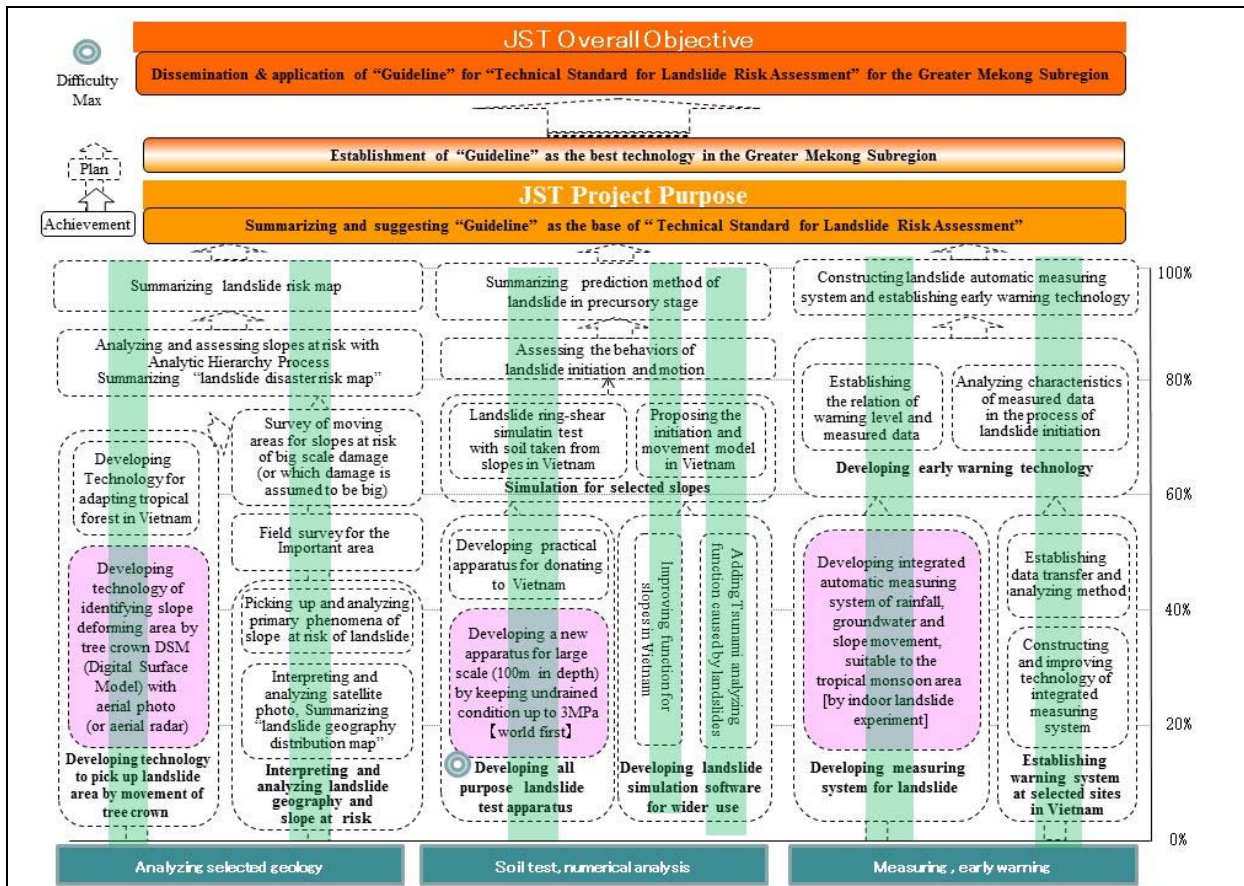 JST Overall Objective
Difficulty
Max
Dissemination & application of “Guideline” for “Technical Standard for Landslide Risk Assessment” for the Greater Mekong Subregion
Establishment of “Guideline” as the best technology in the Greater Mekong Subregion
Plan
Achievement
JST Project Purpose
Summarizing and suggesting “Guideline” as the base of “ Technical Standard for Landslide Risk Assessment”
Summarizing landslide risk map
Analyzing and assessing slopes at risk with
Analytic Hierarchy Process
Summarizing “landslide disaster risk map”
Developing
Technology for
adapting tropical
forest in Vietnam
Developing
technology of
identifying slope
deforming area by
tree crown DSM
(Digital Surface
Model) with
aerial photo
(or aerial radar)
Developing technology
to pick up landslide
area by movement of
tree crown
Survey of moving
areas for slopes at risk
of big scale damage
(or which damage is
assumed to be big)
Field survey for the
Important area
Picking up and analyzing
primary phenomena of
slope at risk of landslide
Interpreting and
analyzing satellite
photo, Summarizing
“landslide geography
distribution map”
Interpreting and
analyzing landslide
geography and
slope at risk
Summarizing prediction method of
landslide in precursory stage
Assessing the behaviors of
landslide initiation and motion
Landslide ring-shear
simulatin test
with soil taken from
slopes in Vietnam
Proposing the
initiation and
movement model
in Vietnam
Simulation for selected slopes
Developing practical
apparatus for donating
to Vietnam
Developing a new
apparatus for large
scale (100m in depth)
by keeping undrained
condition up to 3MPa
【world first】
Developing all
purpose landslide
test apparatus
Improving function for
slopes in Vietnam
Adding Tsunami analyzing
function caused by landslides
Developing landslide
simulation software
for wider use
Constructing landslide automatic measuring
system and establishing early warning technology
Establishing
the relation of
warning level and
measured data
Analyzing characteristics
of measured data
in the process of
landslide initiation
Developing early warning technology
Developing integrated
automatic measuring
system of rainfall,
groundwater and
slope movement,
suitable to the
tropical monsoon area
[by indoor landslide
experiment]
Developing measuring
system for landslide
Establishing
data transfer and
analyzing method
Constructing
and improving
technology of
integrated
measuring
system
Establishing
warning system
at selected sites
in Vietnam
100%
80%
60%
40%
20%
0%
Analyzing selected geology
Soil test, numerical analysis
Measuring , early warning